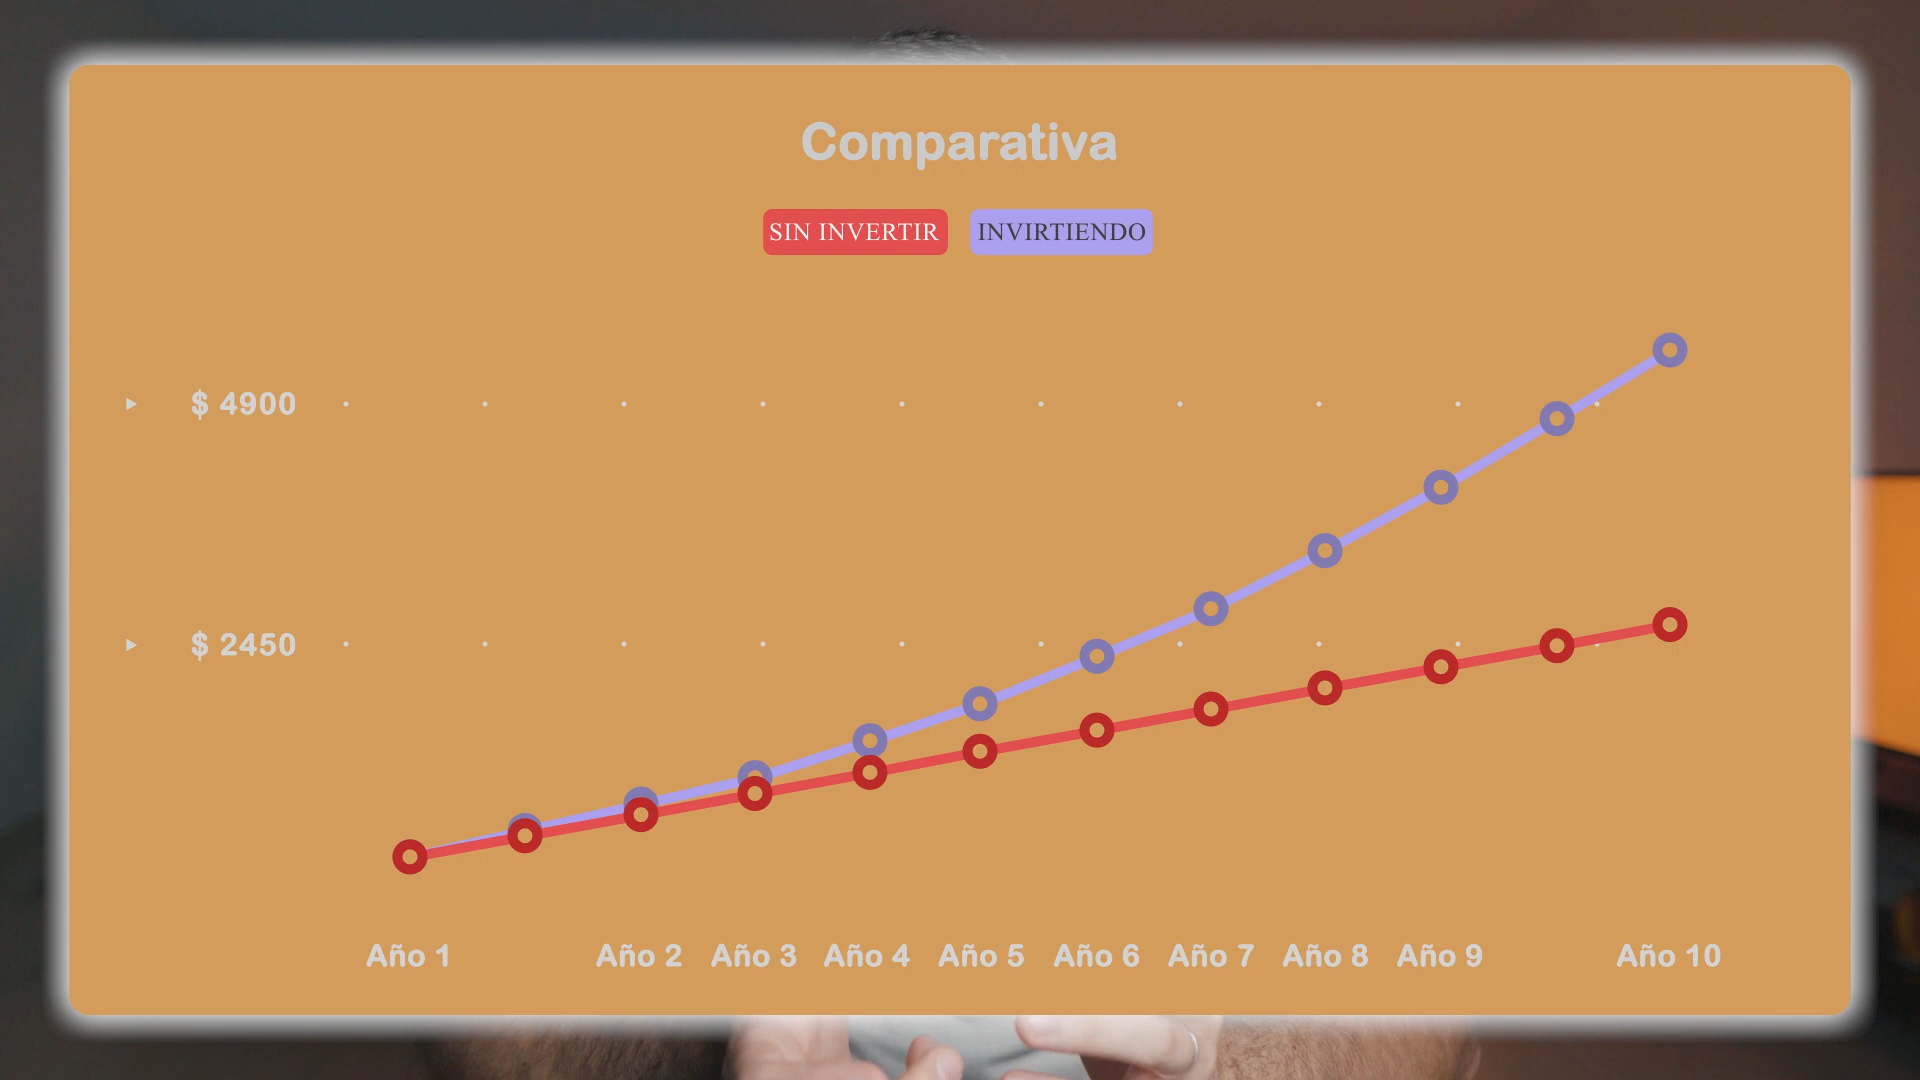 Comparativa
SIN INVERTIR INVIRTIENDO
$ 4900
$ 2450
Año 1 Año 2 Año 3 Año 4 Año 5 Año 6 Año 7 Año 8 Año 9 Año 10